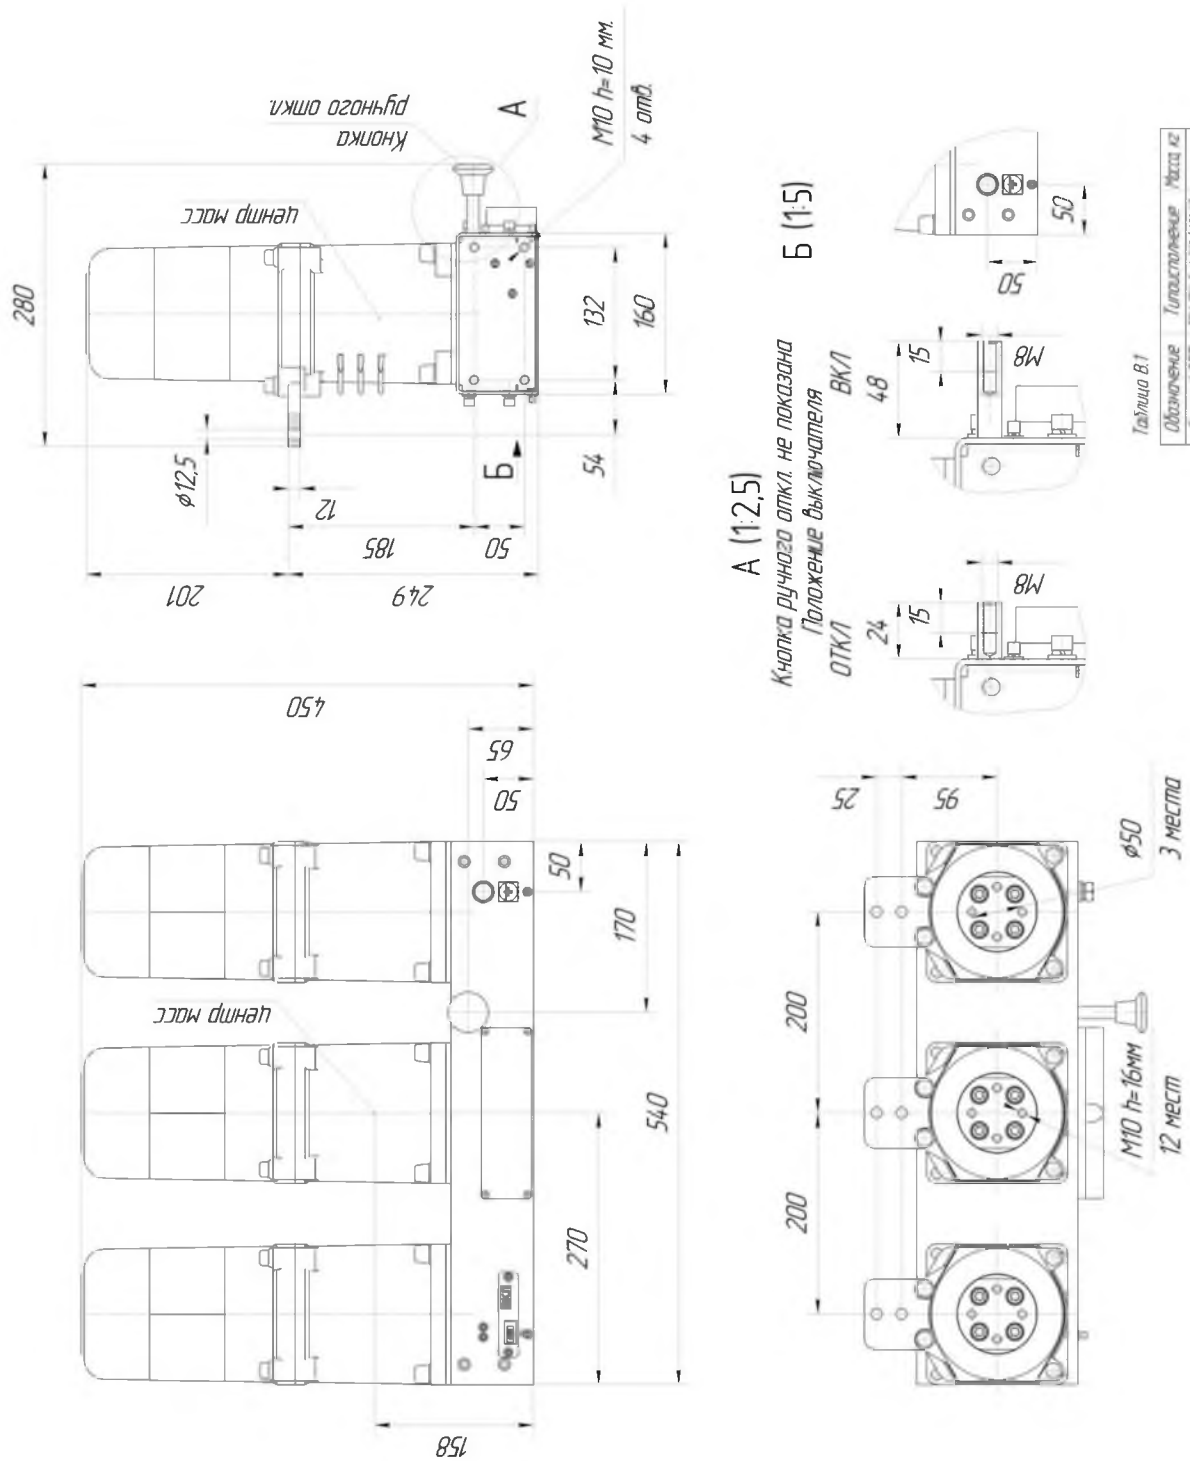 280
центр масс
Кнопка
ручного откл.
А
М10 h=10 мм.
4 отв.
201
249
185
12
50
ϕ12,5
Б
54
132
160
450
65
50
50
170
540
270
158
центр масс
А (1:2,5)
Кнопка ручного откл. не показана
Положение выключателя
ОТКЛ
ВКЛ
24
15
М8
48
15
М8
Б (1:5)
50
50
25
95
200
200
ϕ50
3 места
М10 h=16мм
12 мест
Таблица В.1
Обозначение Типоисполнение Масса, кг